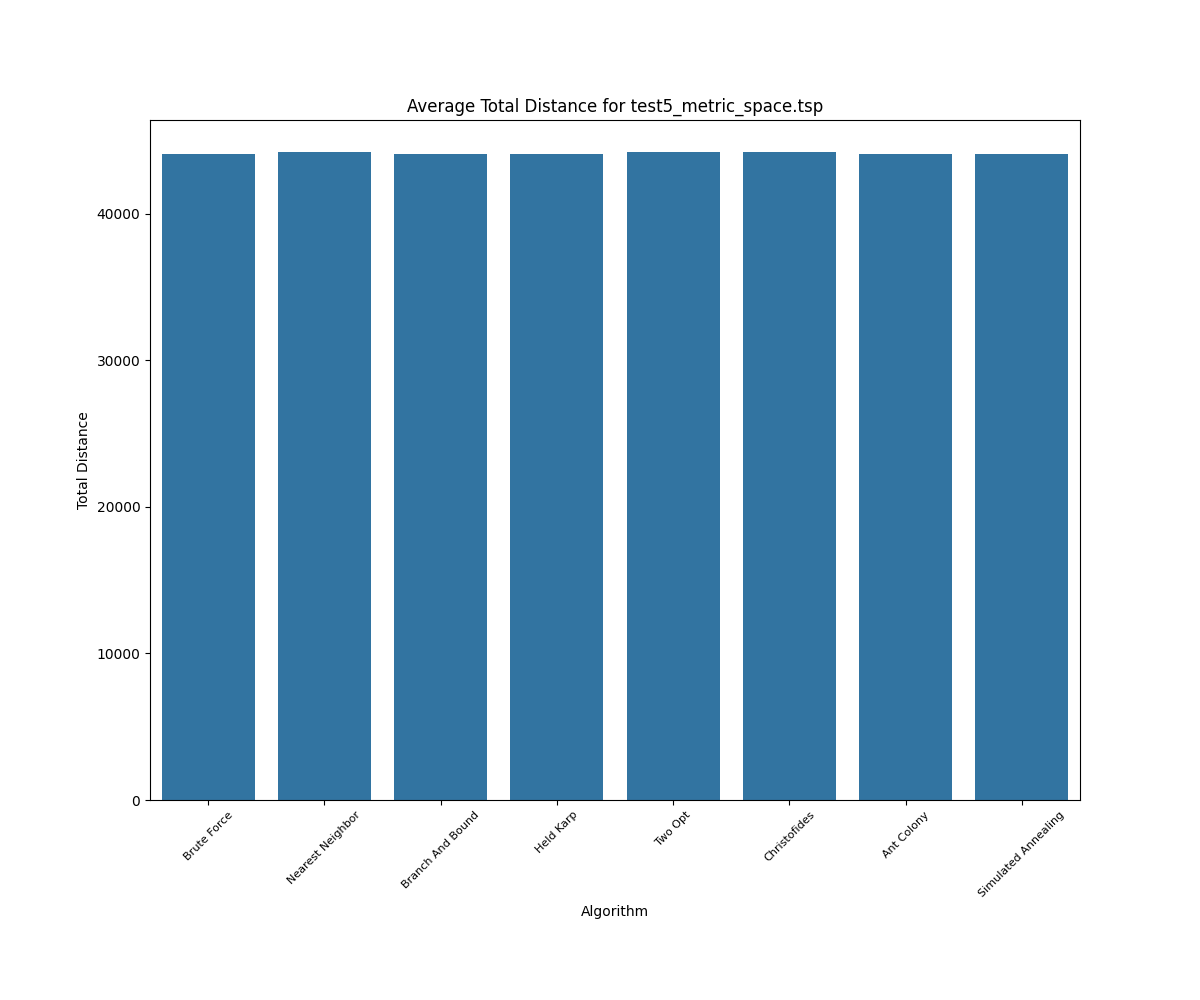 Average Total Distance for test5_metric_space.tsp
Total Distance
40000
30000
20000
10000
0
Brute Force
Nearest Neighbor
Branch And Bound
Held Karp
Two Opt
Christofides
Ant Colony
Simulated Annealing
Algorithm